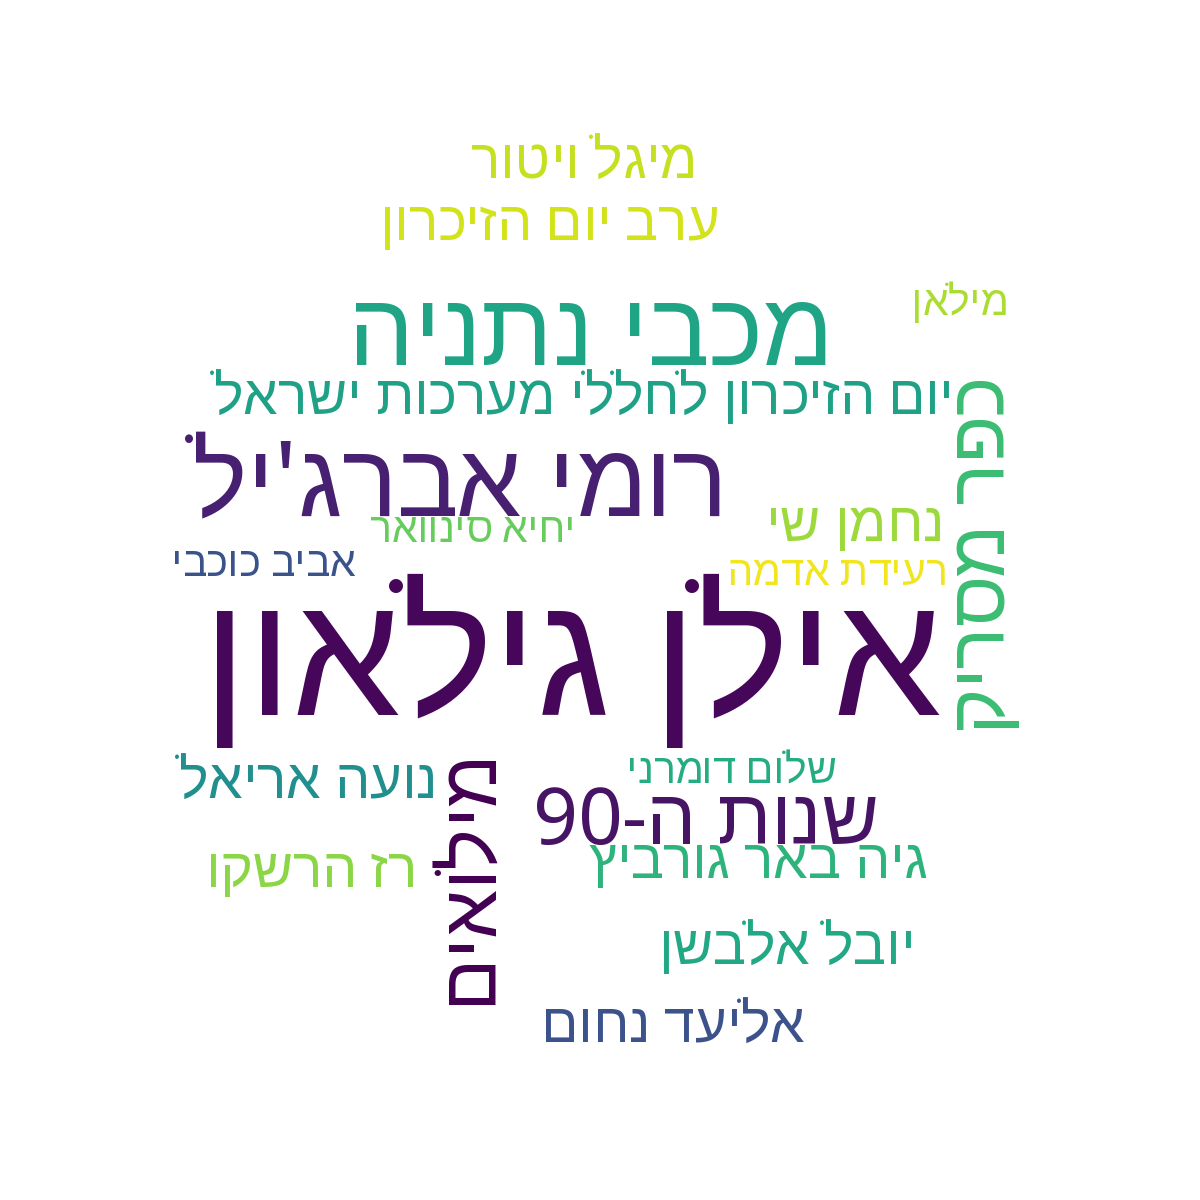 מיגל ויטור
ערב יום הזיכרון
מילאן
מכבי נתניה
יום הזיכרון לחללי מערכות ישראל
כפר מסריק
רומי אברג'יל
נחמן שי
יחיא סינוואר
אביב כוכבי
רעידת אדמה
אילן גילאון
נועה אריאל
מילואים
שלום דומרני
שנות ה-90
גיה באר גורביץ
רז הרשקו
יובל אלבשן
אליעד נחום